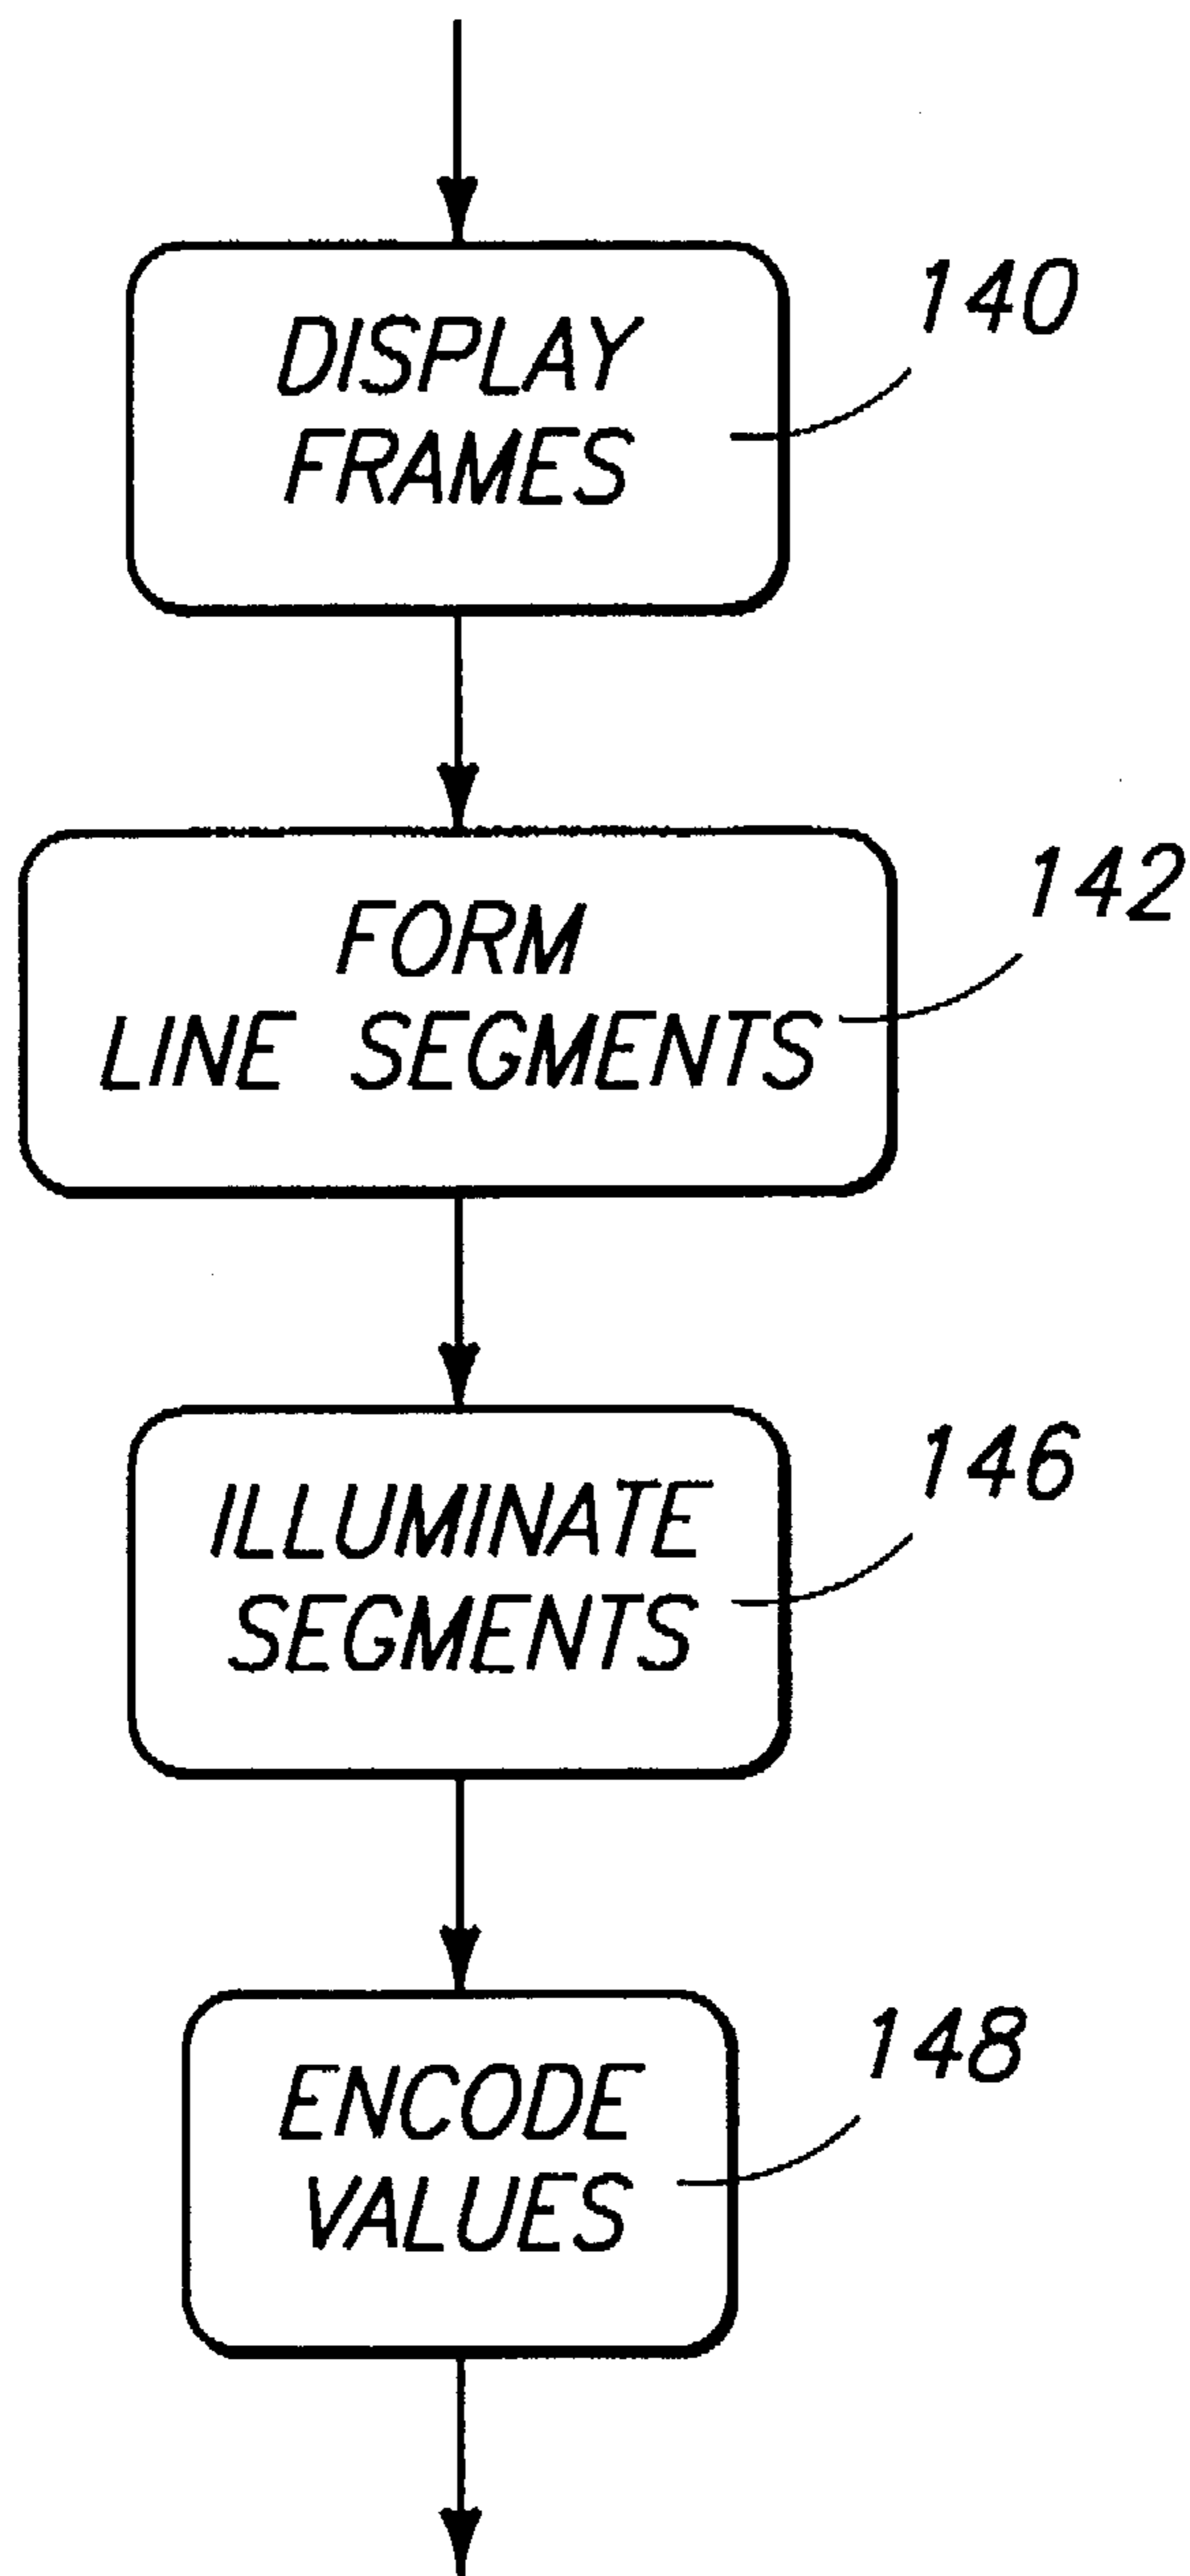 DISPLAY
FRAMES
140
FORM
LINE SEGMENTS
142
ILLUMINATE
SEGMENTS
146
ENCODE
VALUES
148